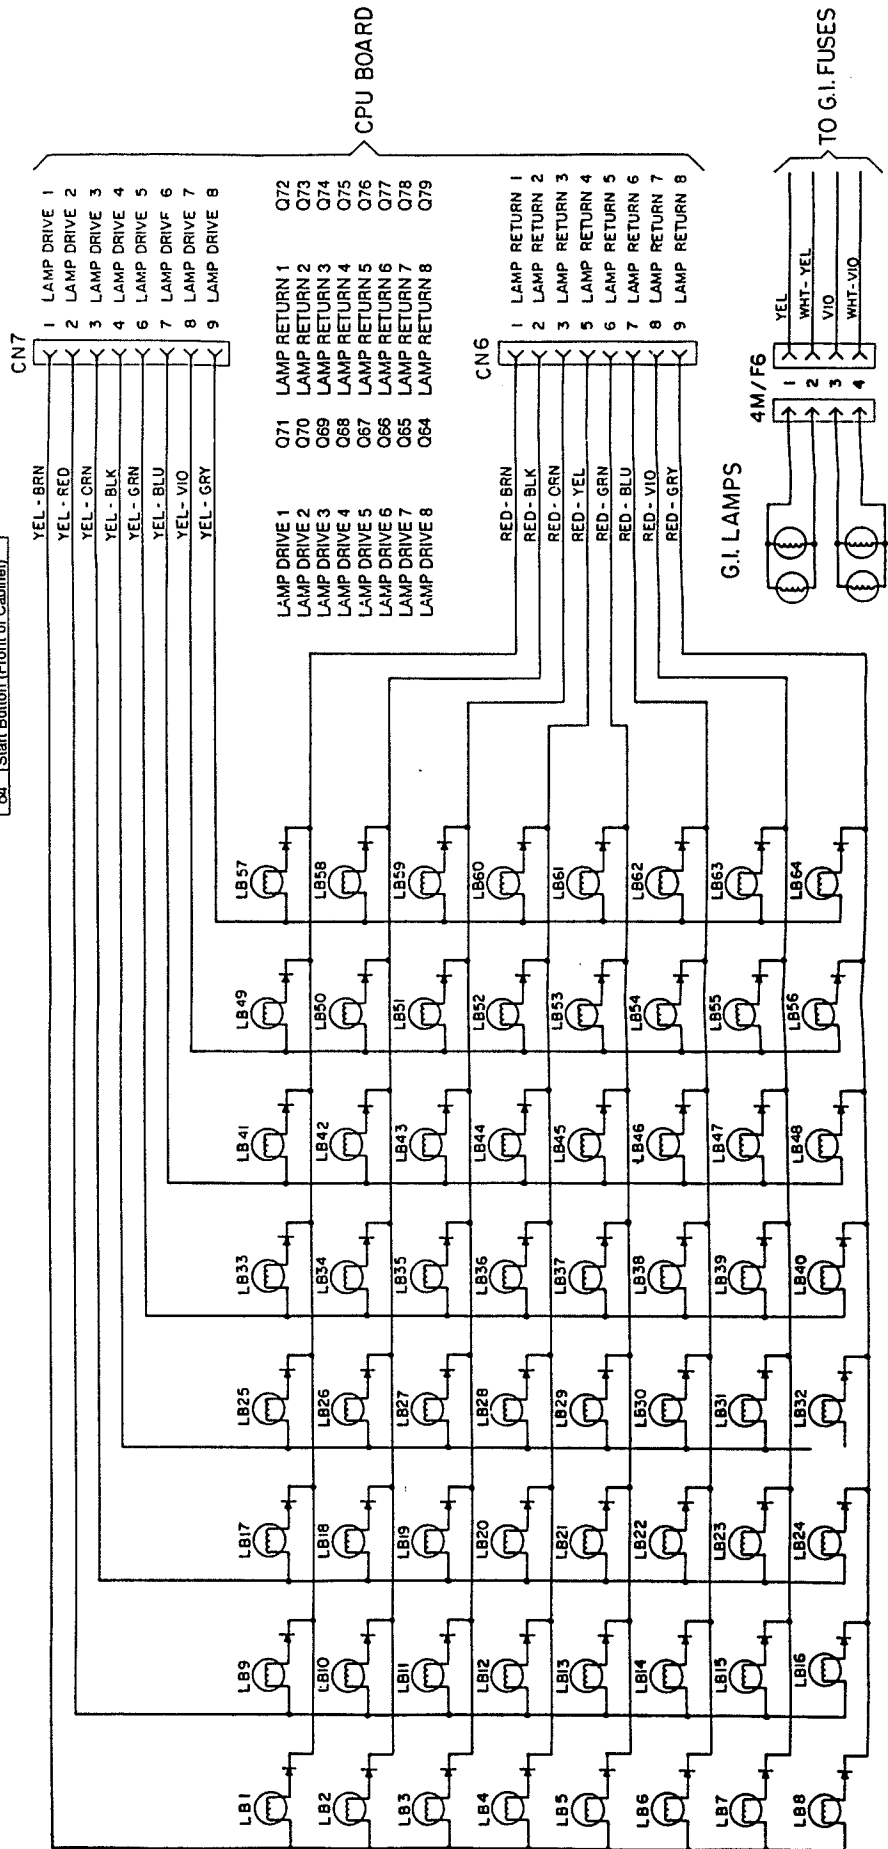 64 Start Button (Front of Cabinet)
CN7
YEL-BRN 1 LAMP DRIVE 1
YEL-RED 2 LAMP DRIVE 2
YEL-ORN 3 LAMP DRIVE 3
YEL-BLK 4 LAMP DRIVE 4
YEL-GRN 6 LAMP DRIVE 5
YEL-BLU 7 LAMP DRIVE 6
YEL-VIO 8 LAMP DRIVE 7
YEL-GRY 9 LAMP DRIVE 8
CPU BOARD
LAMP DRIVE 1 Q71 LAMP RETURN 1 Q72
LAMP DRIVE 2 Q70 LAMP RETURN 2 Q73
LAMP DRIVE 3 Q69 LAMP RETURN 3 Q74
LAMP DRIVE 4 Q68 LAMP RETURN 4 Q75
LAMP DRIVE 5 Q67 LAMP RETURN 5 Q76
LAMP DRIVE 6 Q66 LAMP RETURN 6 Q77
LAMP DRIVE 7 Q65 LAMP RETURN 7 Q78
LAMP DRIVE 8 Q64 LAMP RETURN 8 Q79
CN6
RED-BRN 1 LAMP RETURN 1
RED-BLK 2 LAMP RETURN 2
RED-ORN 3 LAMP RETURN 3
RED-YEL 5 LAMP RETURN 4
RED-GRN 6 LAMP RETURN 5
RED-BLU 7 LAMP RETURN 6
RED-VIO 8 LAMP RETURN 7
RED-GRY 9 LAMP RETURN 8
G.I. LAMPS
4M/F6
1 YEL
2 WHT-YEL
3 VIO
4 WHT-VIO
TO G.I. FUSES
LB1 LB9 LB17 LB25 LB33 LB41 LB49 LB57
LB2 LB10 LB18 LB26 LB34 LB42 LB50 LB58
LB3 LB11 LB19 LB27 LB35 LB43 LB51 LB59
LB4 LB12 LB20 LB28 LB36 LB44 LB52 LB60
LB5 LB13 LB21 LB29 LB37 LB45 LB53 LB61
LB6 LB14 LB22 LB30 LB38 LB46 LB54 LB62
LB7 LB15 LB23 LB31 LB39 LB47 LB55 LB63
LB8 LB16 LB24 LB32 LB40 LB48 LB56 LB64